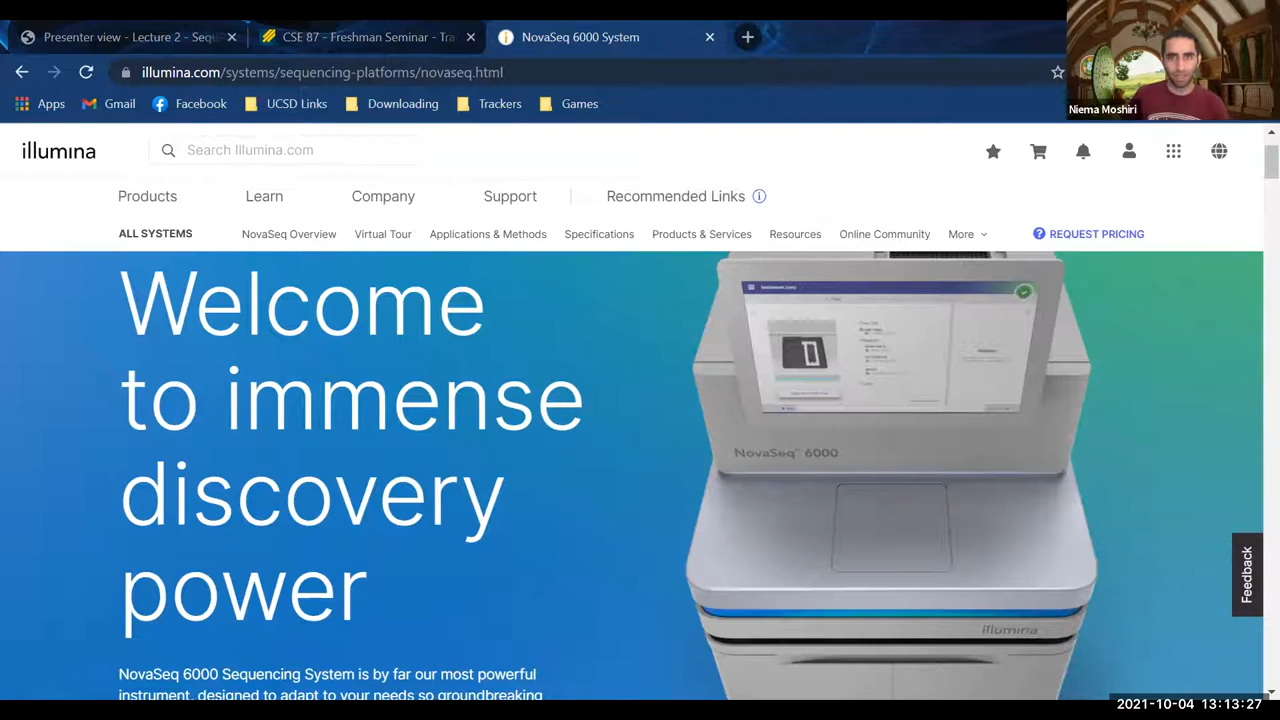 Presenter view - Lecture 2 - Seq
CSE 87 - Freshman Seminar - Tra
NovaSeq 6000 System
illumina.com/systems/sequencing-platforms/novaseq.html
Apps
Gmail
Facebook
UCSD Links
Downloading
Trackers
Games
Niema Moshiri
illumina
Search Illumina.com
Products
Learn
Company
Support
Recommended Links
ALL SYSTEMS
NovaSeq Overview
Virtual Tour
Applications & Methods
Specifications
Products & Services
Resources
Online Community
More
REQUEST PRICING
Welcome
to immense
discovery
power
NovaSeq 6000 Sequencing System is by far our most powerful
instrument, designed to adapt to your needs so groundbreaking
NovaSeq™ 6000
illumina
Feedback
2021-10-04 13:13:27